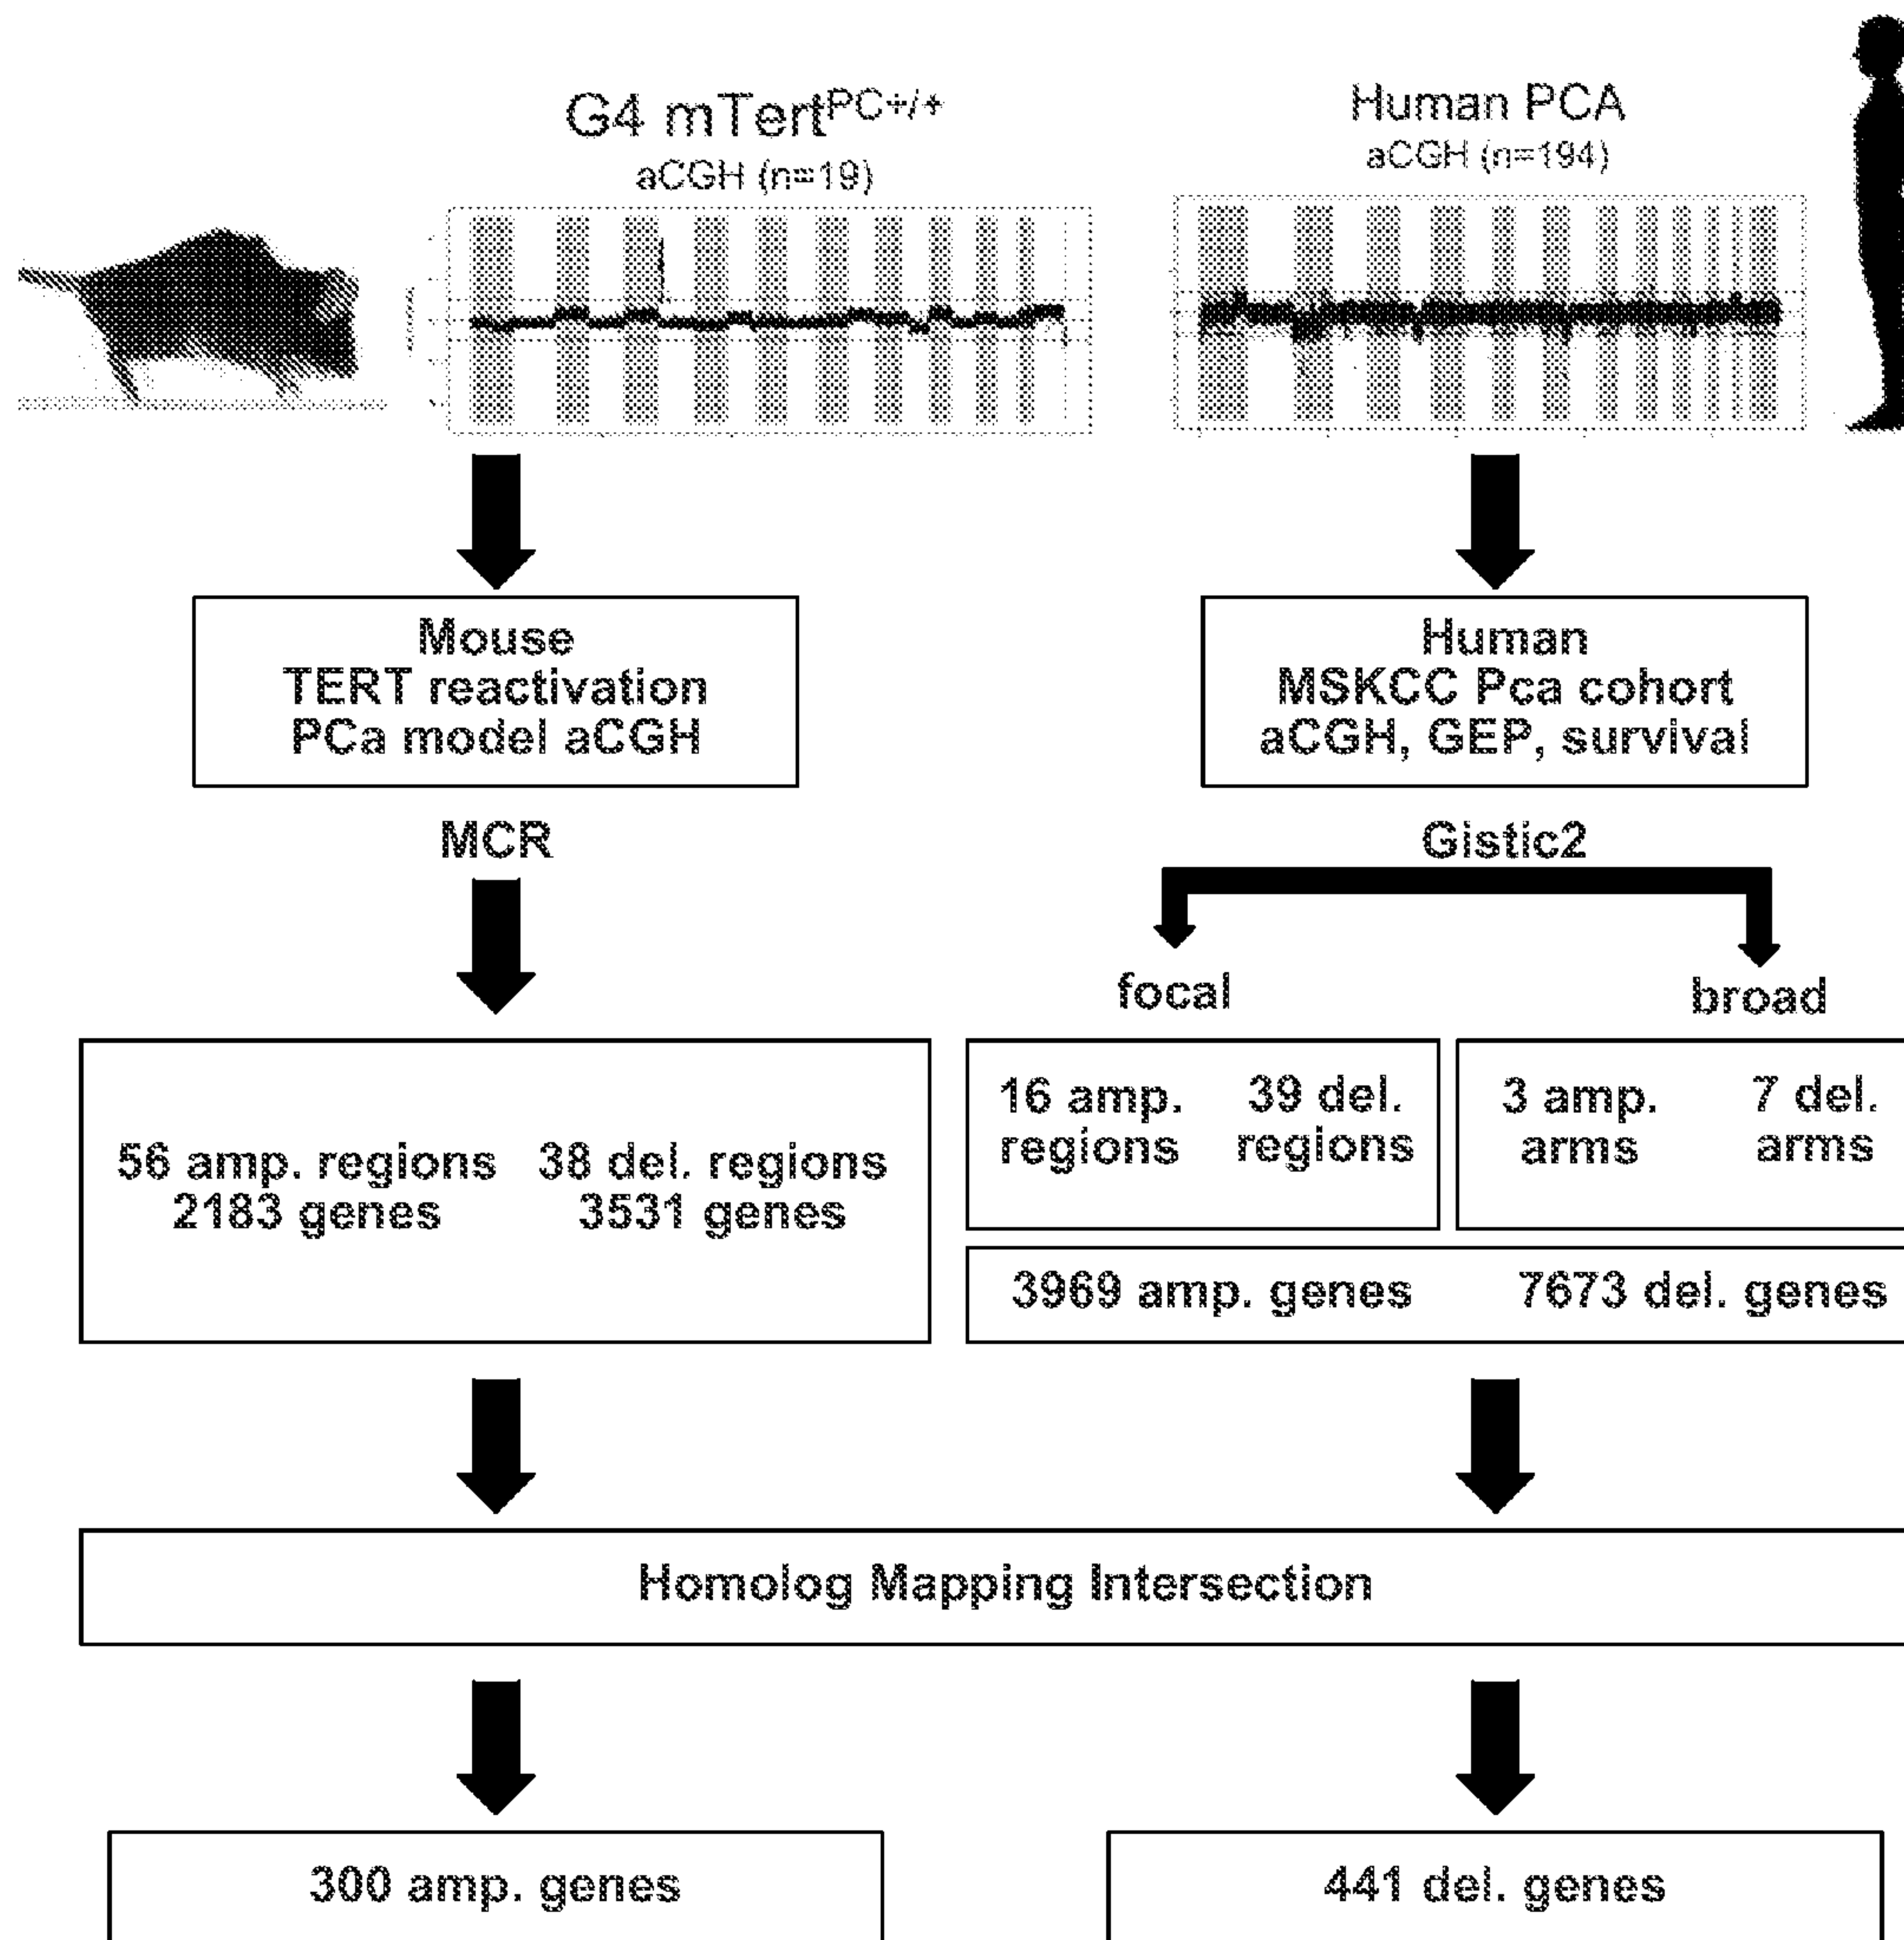 G4 mTert^PC+/+
aCGH (n=19)
Human PCA
aCGH (n=194)
Mouse
TERT reactivation
PCa model aCGH
Human
MSKCC Pca cohort
aCGH, GEP, survival
MCR
Gistic2
focal
broad
56 amp. regions 38 del. regions
2183 genes 3531 genes
16 amp. 39 del.
regions regions
3 amp. 7 del.
arms arms
3969 amp. genes 7673 del. genes
Homolog Mapping Intersection
300 amp. genes
441 del. genes